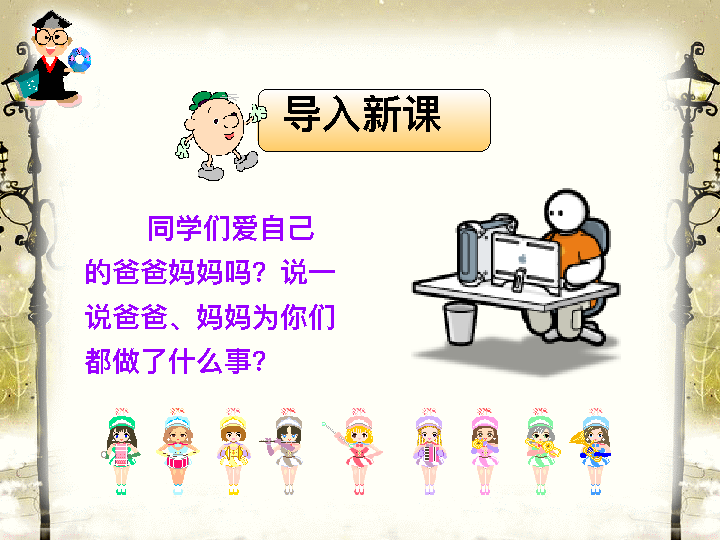 导入新课
同学们爱自己
的爸爸妈妈吗？说一
说爸爸、妈妈为你们
都做了什么事？